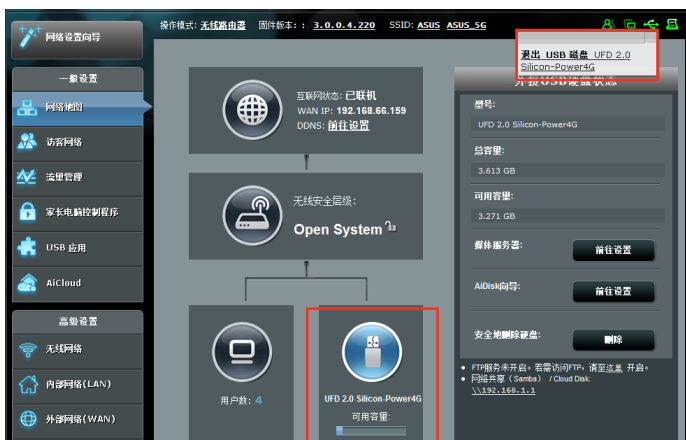 操作模式: 无线路由器 固件版本: : 3.0.0.4.220 SSID: ASUS ASUS_5G
网络设置向导
一般设置
网络地图
访客网络
流量管理
家长电脑控制程序
USB 应用
AiCloud
高级设置
无线网络
内部网络(LAN)
外部网络(WAN)
互联网状态: 已联机
WAN IP: 192.168.66.159
DDNS: 前往设置
无线安全层级:
Open System
用户数: 4
UFD 2.0 Silicon-Power4G
可用容量:
退出 USB 磁盘 UFD 2.0
Silicon-Power4G
外接USB硬盘状态
型号:
UFD 2.0 Silicon-Power4G
总容量:
3.613 GB
可用容量:
3.271 GB
媒体服务器: 前往设置
AiDisk向导: 前往设置
安全地删除硬盘: 删除
• FTP服务未开启。若需访问FTP，请至这里 开启。
• 网络共享（Samba） / Cloud Disk:
\\192.168.1.1